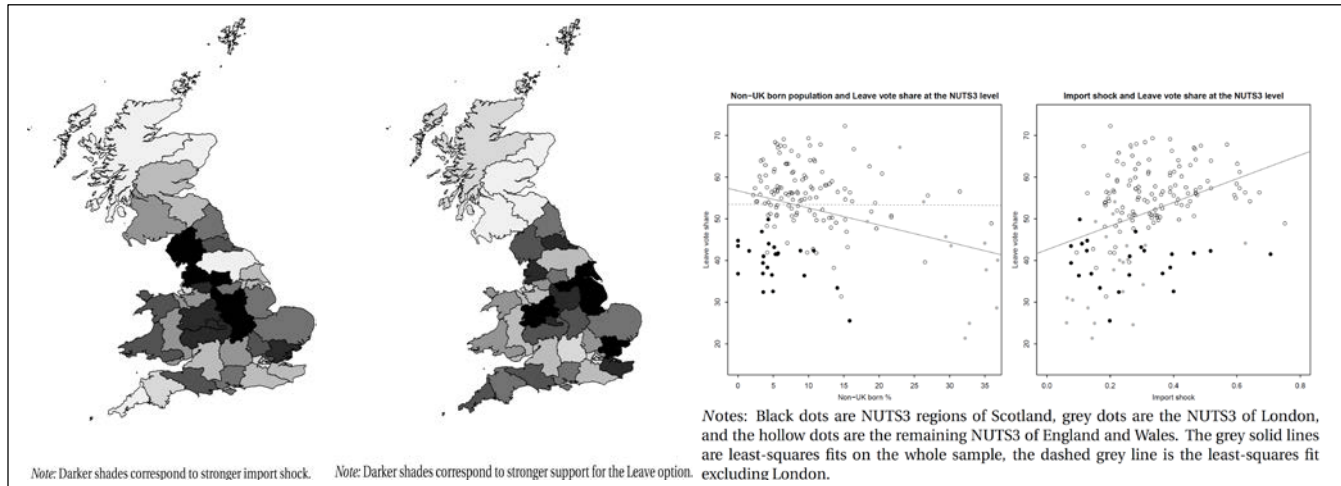 Note: Darker shades correspond to stronger import shock.
Note: Darker shades correspond to stronger support for the Leave option.
Non-UK born population and Leave vote share at the NUTS3 level
Leave vote share
70
60
50
40
30
20
0
5
10
15
20
25
30
35
Non-UK born %
Import shock and Leave vote share at the NUTS3 level
Leave vote share
70
60
50
40
30
20
0.0
0.2
0.4
0.6
0.8
Import shock
Notes: Black dots are NUTS3 regions of Scotland, grey dots are the NUTS3 of London,
and the hollow dots are the remaining NUTS3 of England and Wales. The grey solid lines
are least-squares fits on the whole sample, the dashed grey line is the least-squares fit
excluding London.